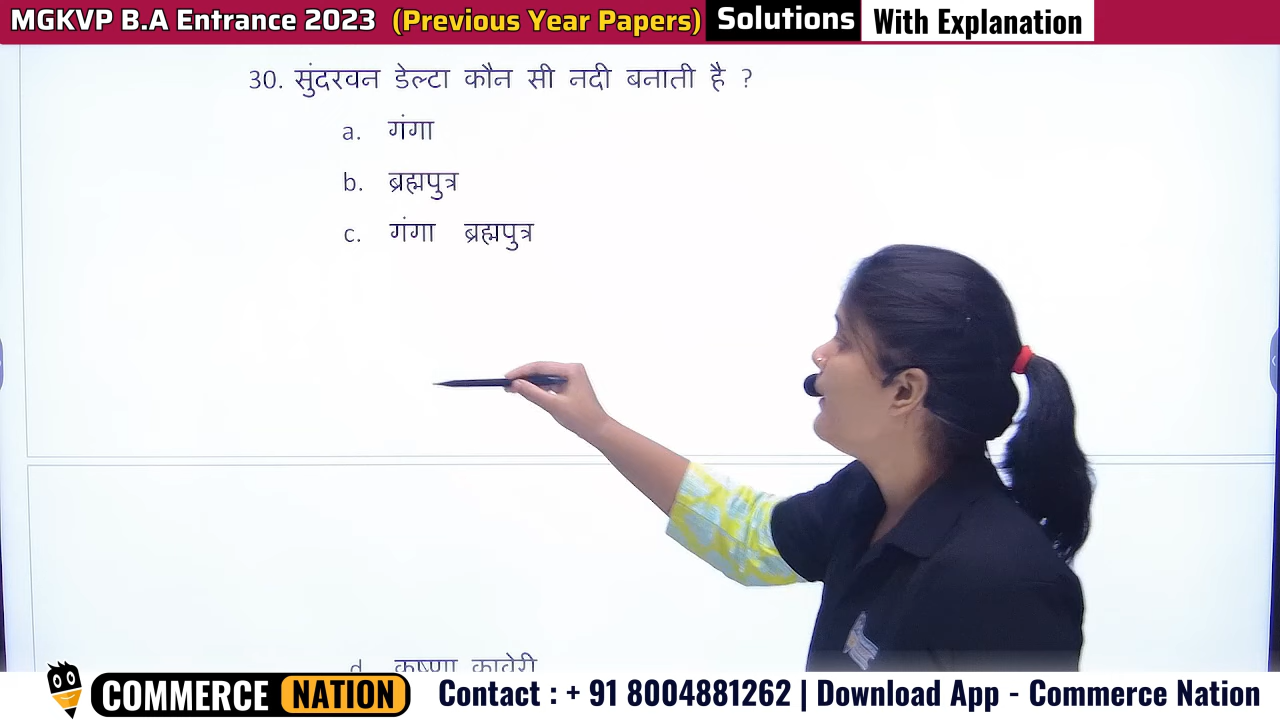 MGKVP B.A Entrance 2023 (Previous Year Papers) Solutions With Explanation
30. सुंदरवन डेल्टा कौन सी नदी बनाती है ?
a. गंगा
b. ब्रह्मपुत्र
c. गंगा ब्रह्मपुत्र
d. कृष्णा कावेरी
COMMERCE NATION Contact : + 91 8004881262 | Download App - Commerce Nation